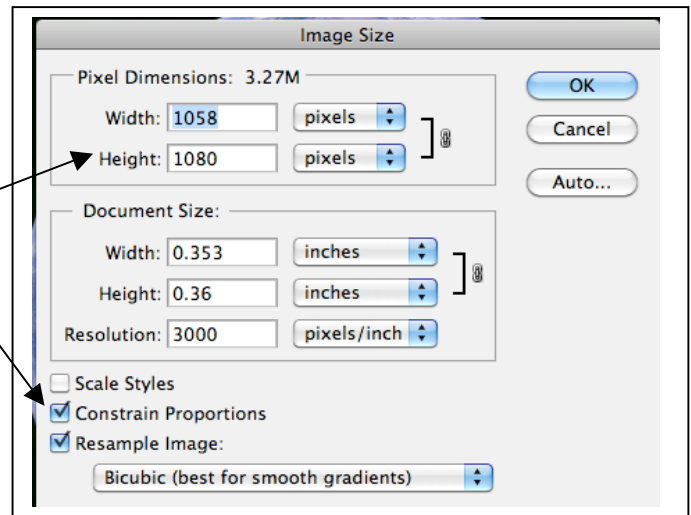 Image Size
Pixel Dimensions: 3.27M
Width: 1058 pixels
Height: 1080 pixels
Document Size:
Width: 0.353 inches
Height: 0.36 inches
Resolution: 3000 pixels/inch
Scale Styles
Constrain Proportions
Resample Image:
Bicubic (best for smooth gradients)
OK
Cancel
Auto...